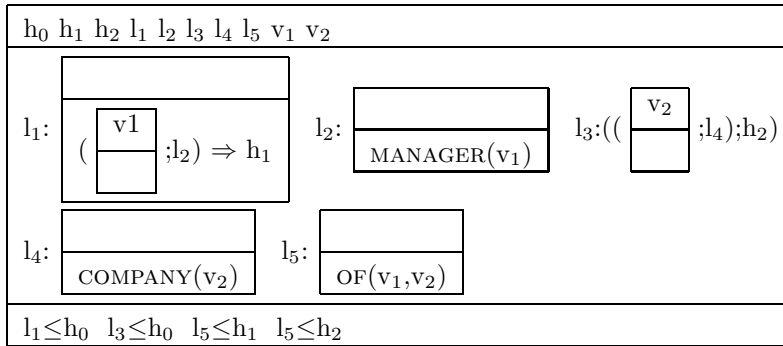 h₀ h₁ h₂ l₁ l₂ l₃ l₄ l₅ v₁ v₂
l₁: ( v1 ;l₂) ⇒ h₁
l₂: MANAGER(v₁)
l₃:(( v₂ ;l₄);h₂)
l₄: COMPANY(v₂)
l₅: OF(v₁,v₂)
l₁≤h₀ l₃≤h₀ l₅≤h₁ l₅≤h₂